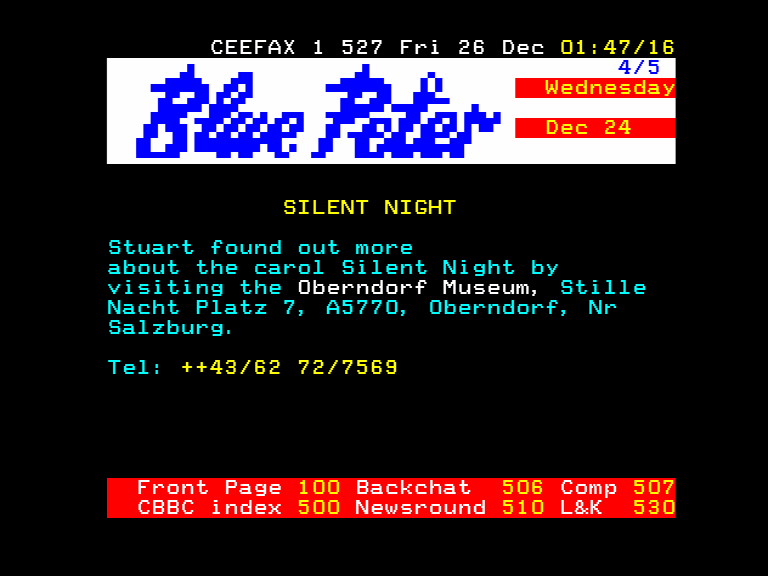 CEEFAX 1 527 Fri 26 Dec 01:47/16
4/5
Blue Peter
Wednesday
Dec 24
SILENT NIGHT
Stuart found out more
about the carol Silent Night by
visiting the Oberndorf Museum, Stille
Nacht Platz 7, A5770, Oberndorf, Nr
Salzburg.
Tel: ++43/62 72/7569
Front Page 100 Backchat 506 Comp 507
CBBC index 500 Newsround 510 L&K 530